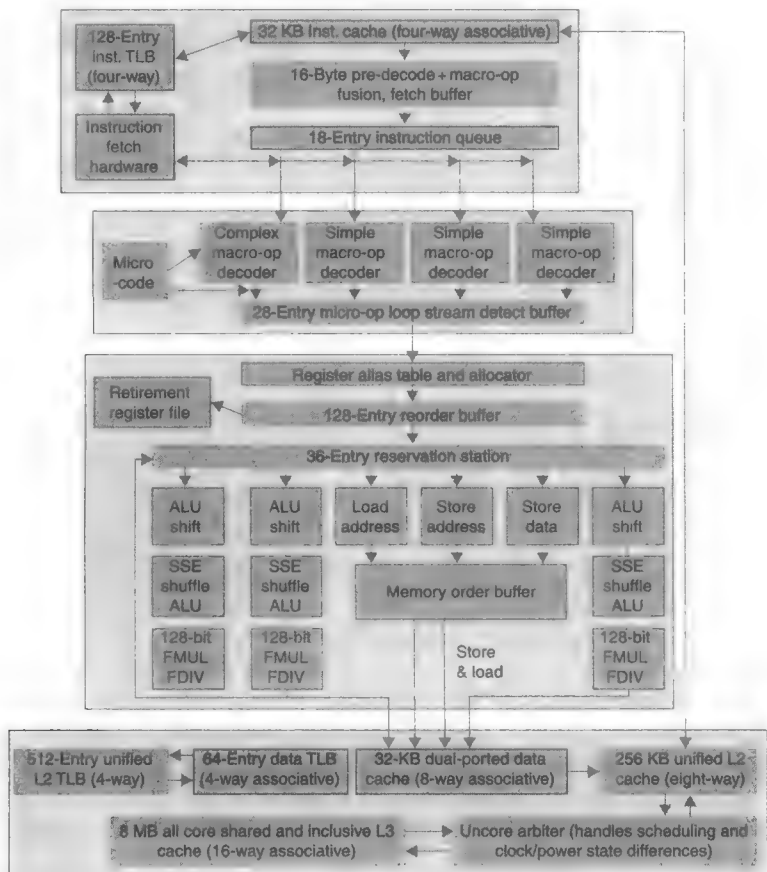 128-Entry
inst. TLB
(four-way)
32 KB Inst. cache (four-way associative)
16-Byte pre-decode + macro-op
fusion, fetch buffer
Instruction
fetch
hardware
18-Entry instruction queue
Micro
-code
Complex
macro-op
decoder
Simple
macro-op
decoder
Simple
macro-op
decoder
Simple
macro-op
decoder
28-Entry micro-op loop stream detect buffer
Register alias table and allocator
Retirement
register file
128-Entry reorder buffer
36-Entry reservation station
ALU
shift
ALU
shift
Load
address
Store
address
Store
data
ALU
shift
SSE
shuffle
ALU
SSE
shuffle
ALU
Memory order buffer
SSE
shuffle
ALU
128-bit
FMUL
FDIV
128-bit
FMUL
FDIV
Store
& load
128-bit
FMUL
FDIV
512-Entry unified
L2 TLB (4-way)
64-Entry data TLB
(4-way associative)
32-KB dual-ported data
cache (8-way associative)
256 KB unified L2
cache (eight-way)
8 MB all core shared and inclusive L3
cache (16-way associative)
Uncore arbiter (handles scheduling and
clock/power state differences)